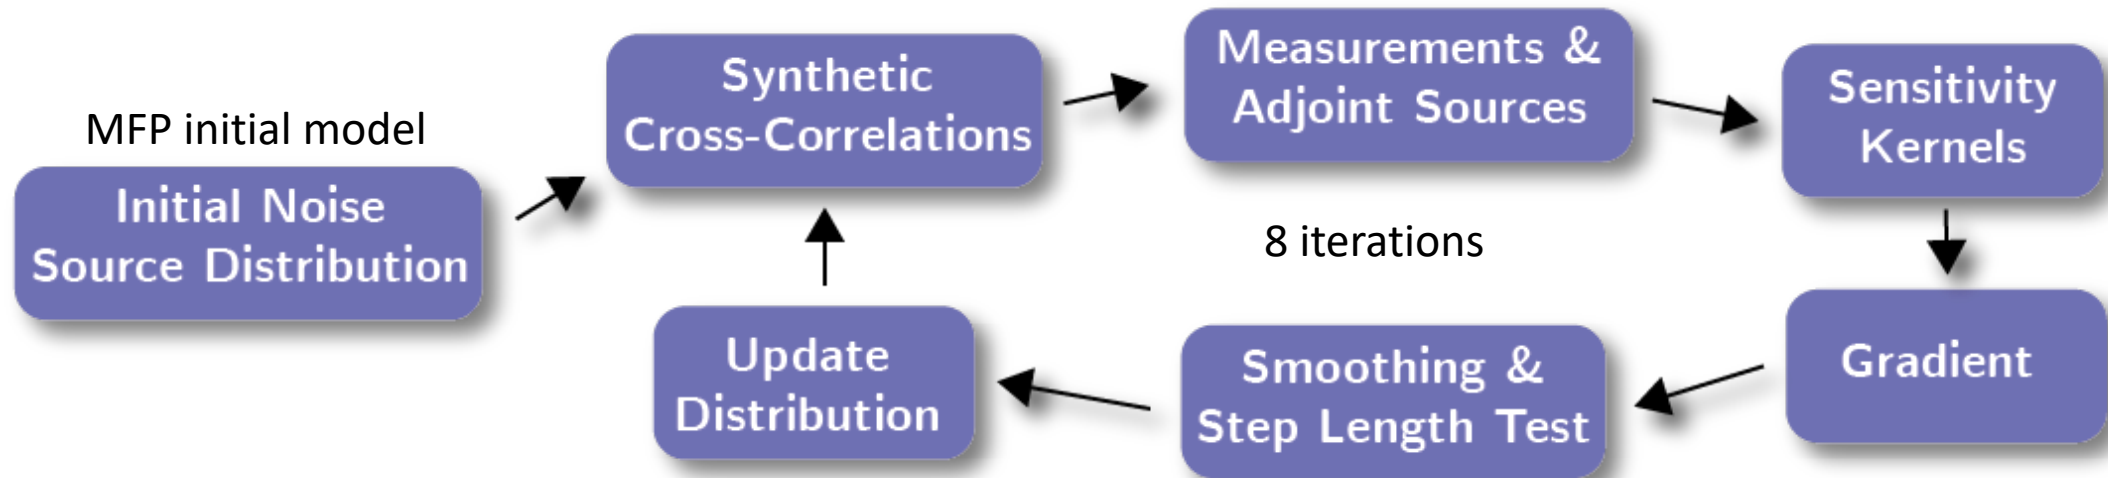 MFP initial model
Initial Noise
Source Distribution
Synthetic
Cross-Correlations
Measurements &
Adjoint Sources
Sensitivity
Kernels
8 iterations
Gradient
Smoothing &
Step Length Test
Update
Distribution